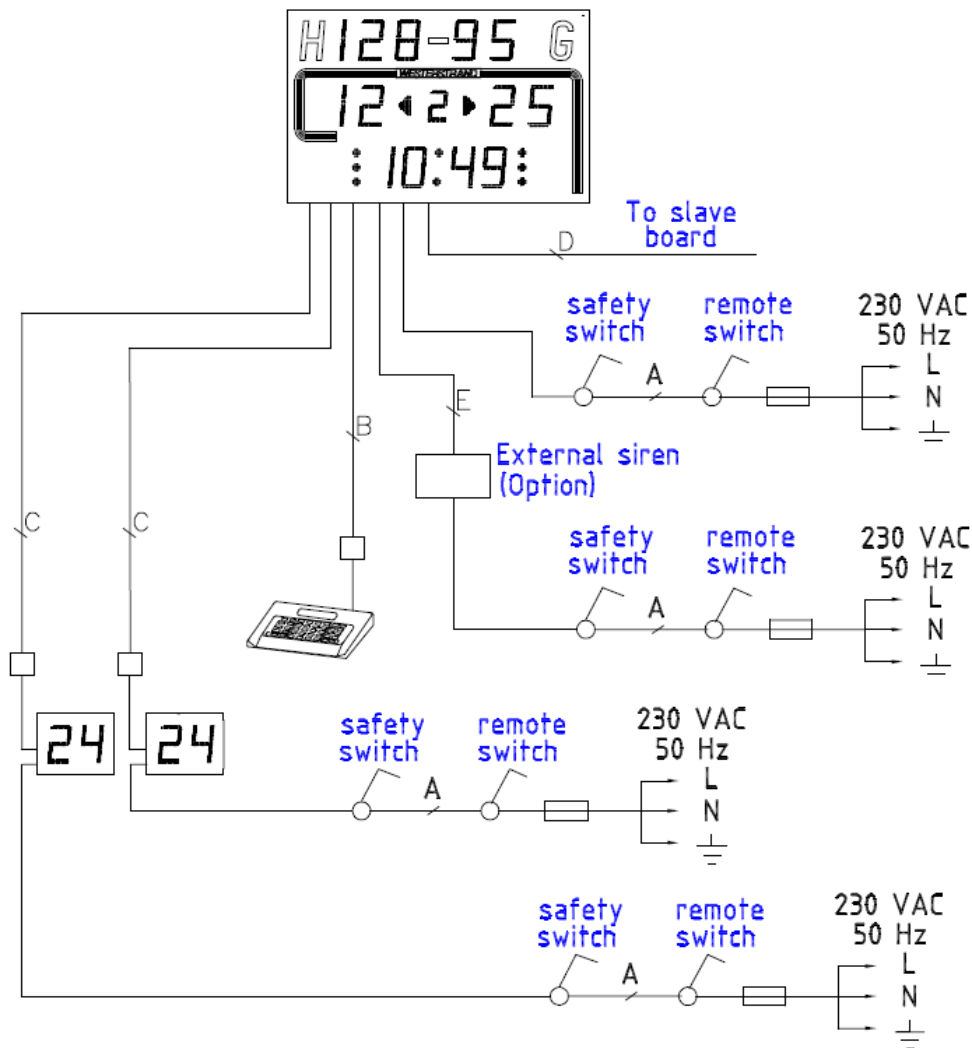 H128-95 G
WESTERSTRAND
12 2 25
10:49
To slave
board
D
safety
switch
remote
switch
230 VAC
50 Hz
L
N
A
E
B
External siren
(Option)
C
C
safety
switch
remote
switch
230 VAC
50 Hz
L
N
A
24
24
safety
switch
remote
switch
230 VAC
50 Hz
L
N
A
safety
switch
remote
switch
230 VAC
50 Hz
L
N
A